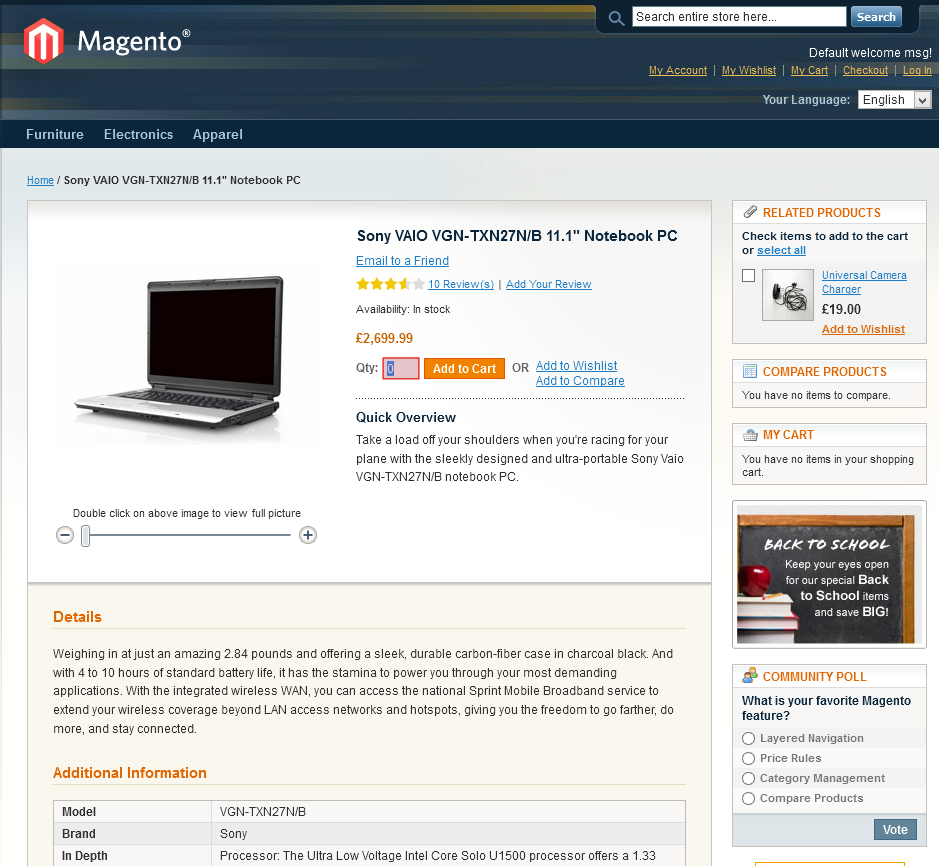 Search entire store here...
Search
Magento®
Default welcome msg!
My Account | My Wishlist | My Cart | Checkout | Log In
Your Language: English
Furniture Electronics Apparel
Home / Sony VAIO VGN-TXN27N/B 11.1" Notebook PC
Sony VAIO VGN-TXN27N/B 11.1" Notebook PC
Email to a Friend
10 Review(s) | Add Your Review
Availability: In stock
£2,699.99
Qty: 0 Add to Cart OR Add to Wishlist
Add to Compare
Quick Overview
Take a load off your shoulders when you're racing for your
plane with the sleekly designed and ultra-portable Sony Vaio
VGN-TXN27N/B notebook PC.
Double click on above image to view full picture
Details
Weighing in at just an amazing 2.84 pounds and offering a sleek, durable carbon-fiber case in charcoal black. And
with 4 to 10 hours of standard battery life, it has the stamina to power you through your most demanding
applications. With the integrated wireless WAN, you can access the national Sprint Mobile Broadband service to
extend your wireless coverage beyond LAN access networks and hotspots, giving you the freedom to go farther, do
more, and stay connected.
Additional Information
Model VGN-TXN27N/B
Brand Sony
In Depth Processor: The Ultra Low Voltage Intel Core Solo U1500 processor offers a 1.33
RELATED PRODUCTS
Check items to add to the cart
or select all
Universal Camera
Charger
£19.00
Add to Wishlist
COMPARE PRODUCTS
You have no items to compare.
MY CART
You have no items in your shopping
cart.
BACK TO SCHOOL
Keep your eyes open
for our special Back
to School items
and save BIG!
COMMUNITY POLL
What is your favorite Magento
feature?
Layered Navigation
Price Rules
Category Management
Compare Products
Vote